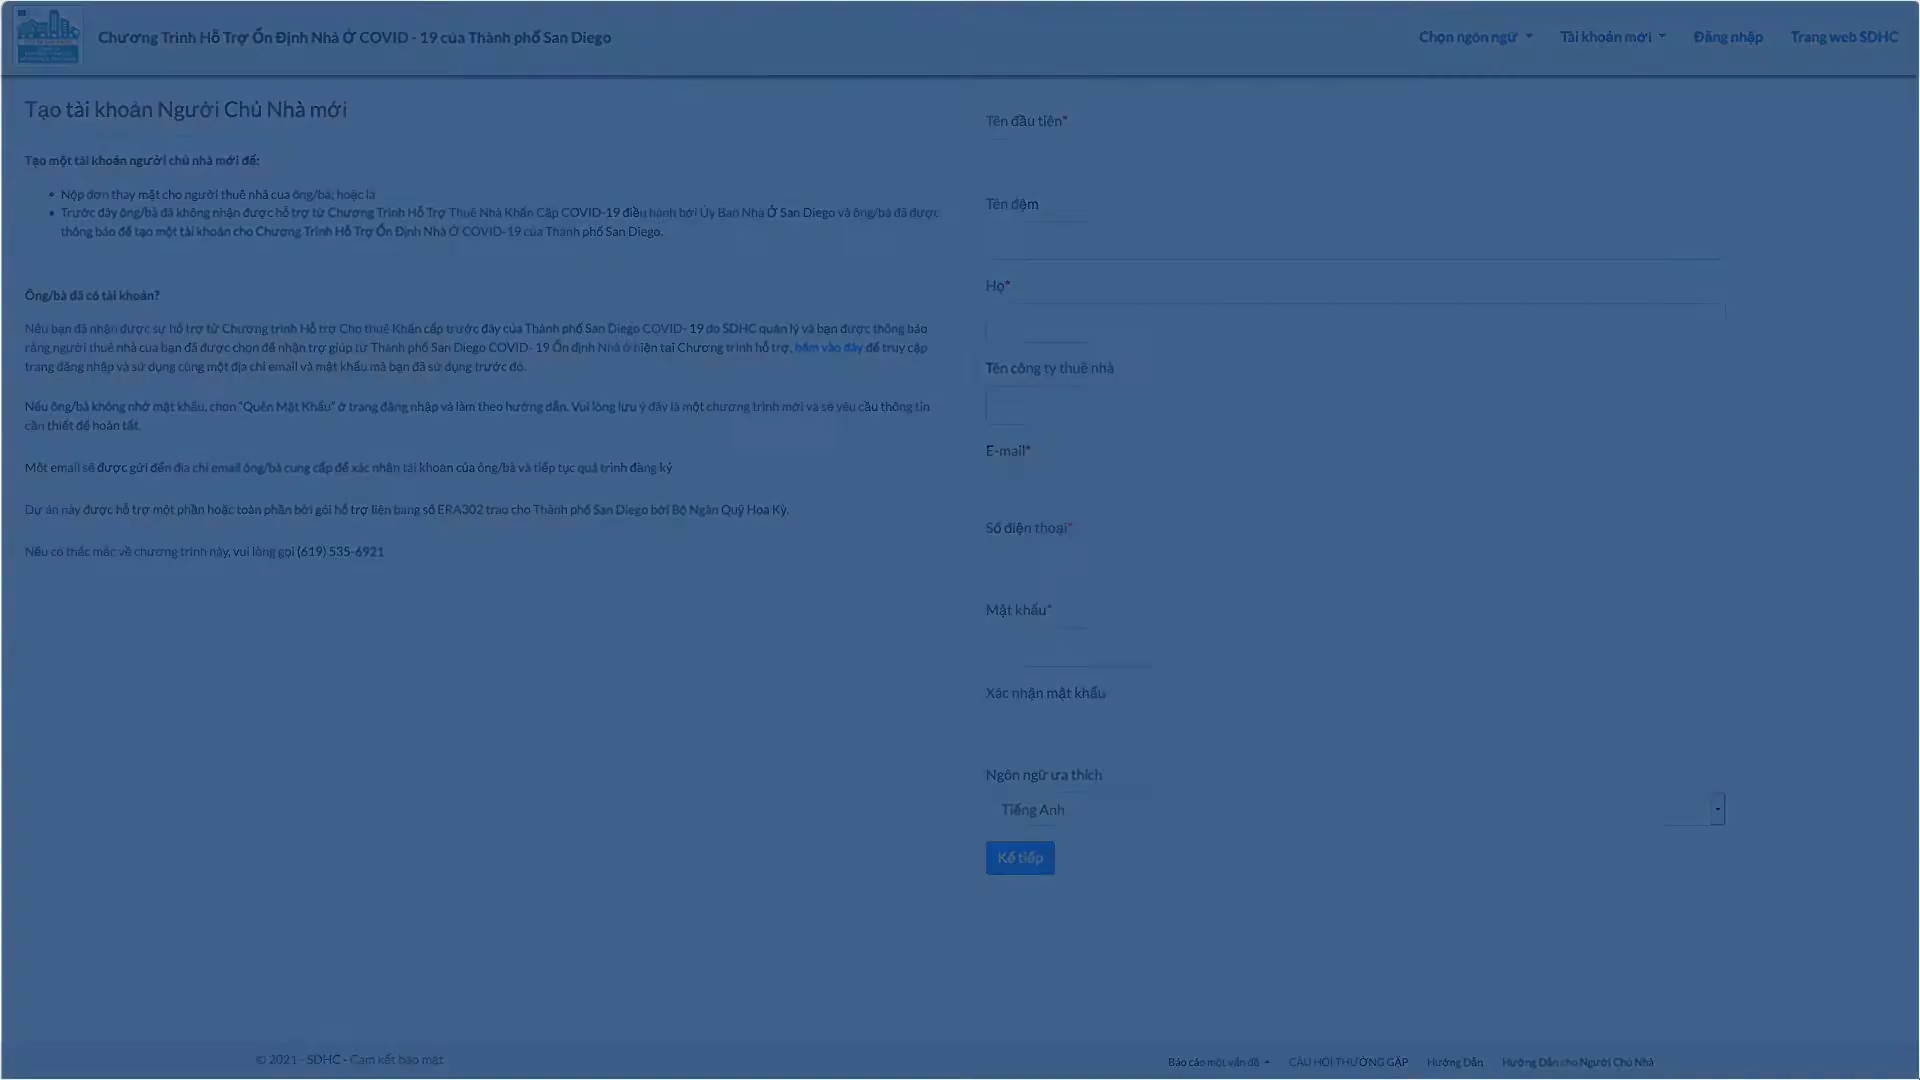 Chương Trình Hỗ Trợ Ổn Định Nhà Ở COVID - 19 của Thành phố San Diego
Chọn ngôn ngữ
Tài khoản mới
Đăng nhập
Trang web SDHC
Tạo tài khoản Người Chủ Nhà mới
Tạo một tài khoản người chủ nhà mới để:
Nộp đơn thay mặt cho người thuê nhà của ông/bà; hoặc là
Trước đây ông/bà đã không nhận được hỗ trợ từ Chương Trình Hỗ Trợ Thuê Nhà Khẩn Cấp COVID-19 điều hành bởi Ủy Ban Nhà Ở San Diego và ông/bà đã được
thông báo để tạo một tài khoản cho Chương Trình Hỗ Trợ Ổn Định Nhà Ở COVID-19 của Thành phố San Diego.
Ông/bà đã có tài khoản?
Nếu bạn đã nhận được sự hỗ trợ từ Chương trình Hỗ trợ Cho thuê Khẩn cấp trước đây của Thành phố San Diego COVID- 19 do SDHC quản lý và bạn được thông báo
rằng người thuê nhà của bạn đã được chọn để nhận trợ giúp từ Thành phố San Diego COVID- 19 Ổn định Nhà ở hiện tại Chương trình hỗ trợ, bấm vào đây để truy cập
trang đăng nhập và sử dụng cùng một địa chỉ email và mật khẩu mà bạn đã sử dụng trước đó.
Nếu ông/bà không nhớ mật khẩu, chọn "Quên Mật Khẩu" ở trang đăng nhập và làm theo hướng dẫn. Vui lòng lưu ý đây là một chương trình mới và sẽ yêu cầu thông tin
cần thiết để hoàn tất.
Một email sẽ được gửi đến địa chỉ email ông/bà cung cấp để xác nhận tài khoản của ông/bà và tiếp tục quá trình đăng ký
Dự án này được hỗ trợ một phần hoặc toàn phần bởi gói hỗ trợ liên bang số ERA302 trao cho Thành phố San Diego bởi Bộ Ngân Quỹ Hoa Kỳ.
Nếu có thắc mắc về chương trình này, vui lòng gọi (619) 535-6921
Tên đầu tiên*
Tên đệm
Họ*
Tên công ty thuê nhà
E-mail*
Số điện thoại*
Mật khẩu*
Xác nhận mật khẩu
Ngôn ngữ ưa thích
Tiếng Anh
Kế tiếp
© 2021 - SDHC - Cam kết bảo mật
Báo cáo một vấn đề
CÂU HỎI THƯỜNG GẶP
Hướng Dẫn
Hướng Dẫn cho Người Chủ Nhà